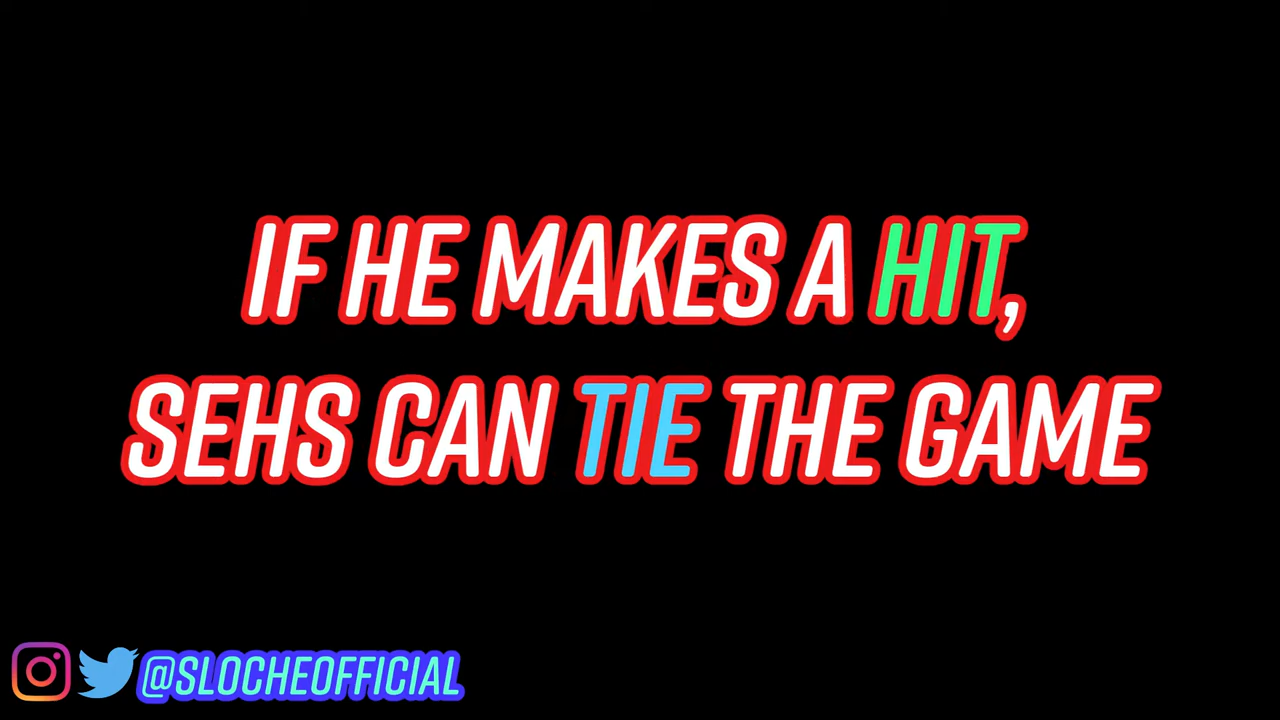 IF HE MAKES A HIT,
SEHS CAN TIE THE GAME
@SLOCHEOFFICIAL